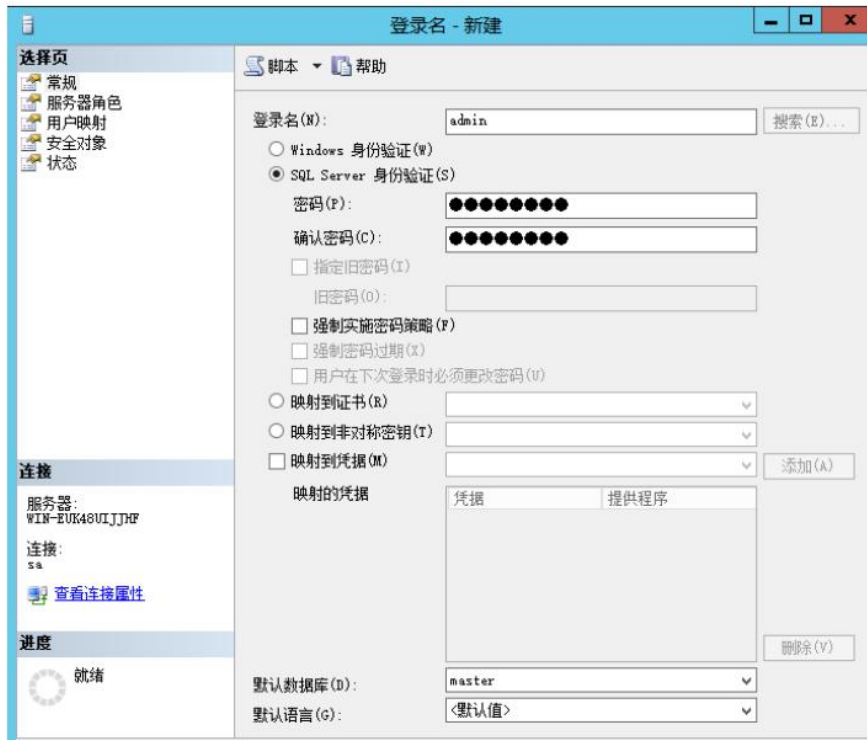 登录名 - 新建
选择页
常规
服务器角色
用户映射
安全对象
状态
脚本 帮助
登录名(N): admin 搜索(E)...
Windows 身份验证(W)
SQL Server 身份验证(S)
密码(P): ●●●●●●●●
确认密码(C): ●●●●●●●●
指定旧密码(I)
旧密码(O):
强制实施密码策略(F)
强制密码过期(X)
用户在下次登录时必须更改密码(U)
映射到证书(R)
映射到非对称密钥(T)
映射到凭据(M) 添加(A)
映射的凭据 凭据 提供程序
删除(V)
默认数据库(D): master
默认语言(G): <默认值>
连接
服务器:
WIN-EUK48UIJJHF
连接:
sa
查看连接属性
进度
就绪